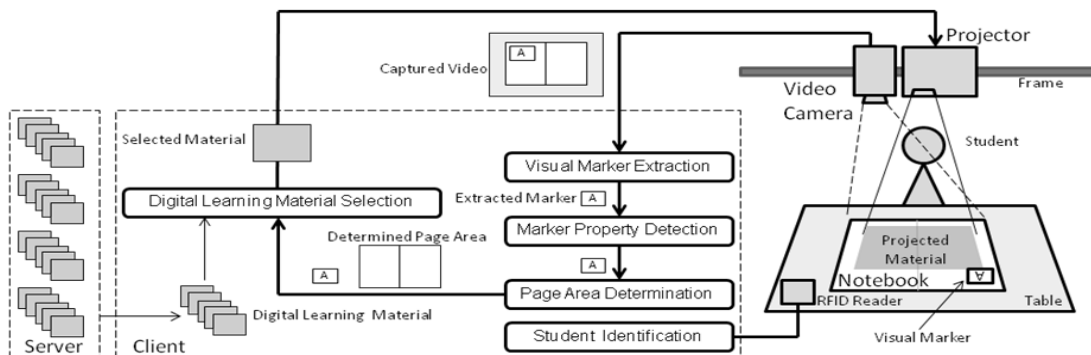 Projector
A
Captured Video
Video
Camera
Frame
Selected Material
Student
Visual Marker Extraction
Extracted Marker
A
Digital Learning Material Selection
Marker Property Detection
Determined Page Area
A
A
Projected
Material
Page Area Determination
Notebook
A
RFID Reader
Table
Digital Learning Material
Student Identification
Visual Marker
Server
Client